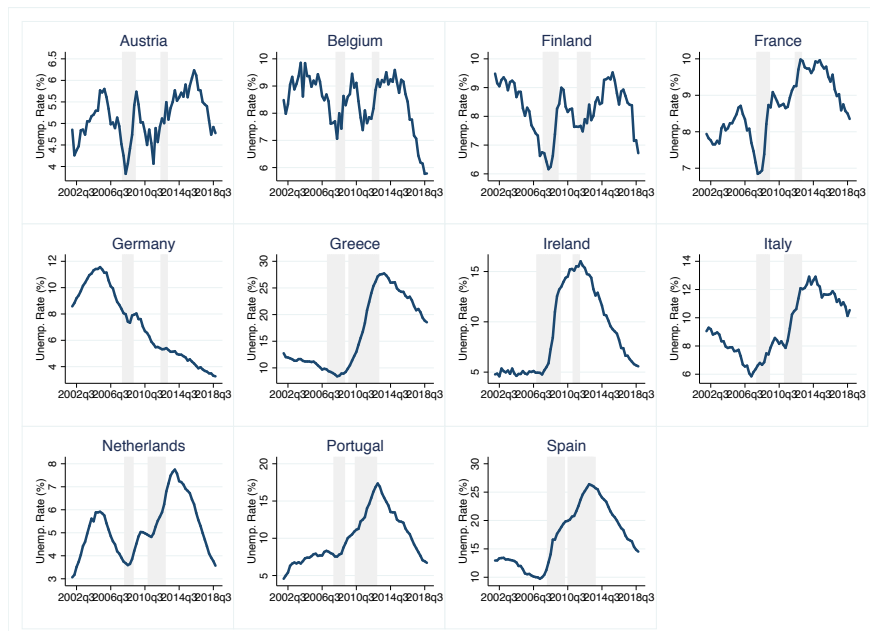 Austria
Unemp. Rate (%)
4 4.5 5 5.5 6 6.5
2002q3 2006q3 2010q3 2014q3 2018q3
Belgium
Unemp. Rate (%)
6 7 8 9 10
2002q3 2006q3 2010q3 2014q3 2018q3
Finland
Unemp. Rate (%)
6 7 8 9 10
2002q3 2006q3 2010q3 2014q3 2018q3
France
Unemp. Rate (%)
7 8 9 10
2002q3 2006q3 2010q3 2014q3 2018q3
Germany
Unemp. Rate (%)
4 6 8 10 12
2002q3 2006q3 2010q3 2014q3 2018q3
Greece
Unemp. Rate (%)
10 15 20 25 30
2002q3 2006q3 2010q3 2014q3 2018q3
Ireland
Unemp. Rate (%)
5 10 15
2002q3 2006q3 2010q3 2014q3 2018q3
Italy
Unemp. Rate (%)
6 8 10 12 14
2002q3 2006q3 2010q3 2014q3 2018q3
Netherlands
Unemp. Rate (%)
3 4 5 6 7 8
2002q3 2006q3 2010q3 2014q3 2018q3
Portugal
Unemp. Rate (%)
5 10 15 20
2002q3 2006q3 2010q3 2014q3 2018q3
Spain
Unemp. Rate (%)
10 15 20 25 30
2002q3 2006q3 2010q3 2014q3 2018q3